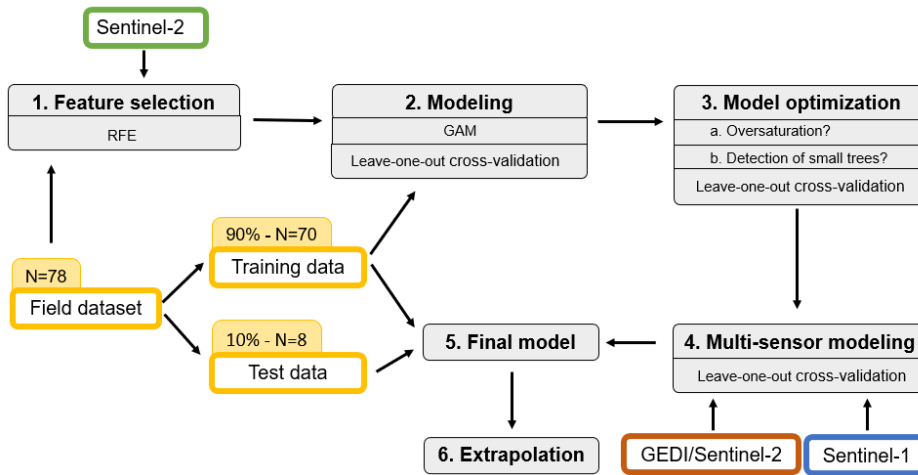 Sentinel-2
1. Feature selection
RFE
2. Modeling
GAM
Leave-one-out cross-validation
3. Model optimization
a. Oversaturation?
b. Detection of small trees?
Leave-one-out cross-validation
90% - N=70
Training data
N=78
Field dataset
10% - N=8
Test data
5. Final model
4. Multi-sensor modeling
Leave-one-out cross-validation
6. Extrapolation
GEDI/Sentinel-2
Sentinel-1